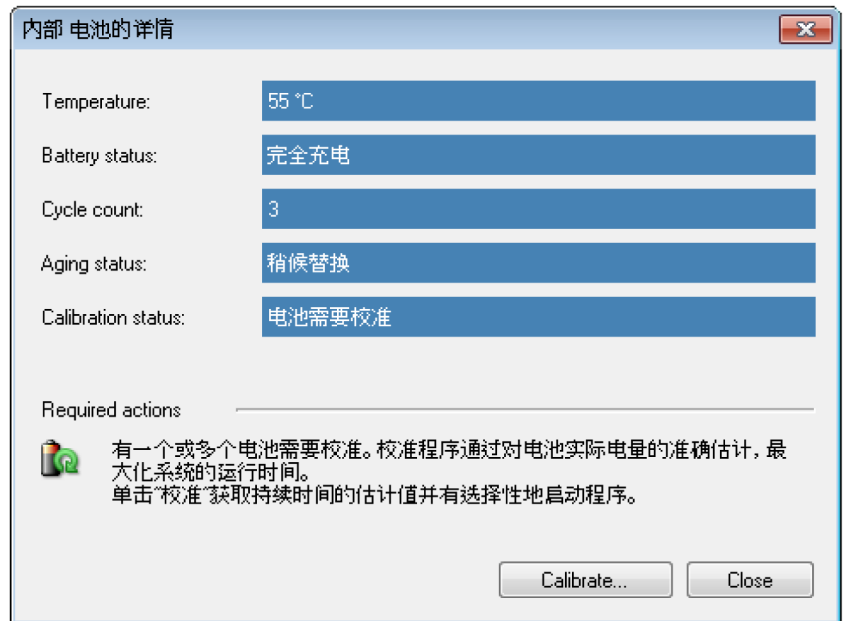 内部 电池的详情
Temperature: 55 °C
Battery status: 完全充电
Cycle count: 3
Aging status: 稍候替换
Calibration status: 电池需要校准
Required actions
有一个或多个电池需要校准。校准程序通过对电池实际电量的准确估计，最
大化系统的运行时间。
单击"校准"获取持续时间的估计值并有选择性地启动程序。
Calibrate... Close